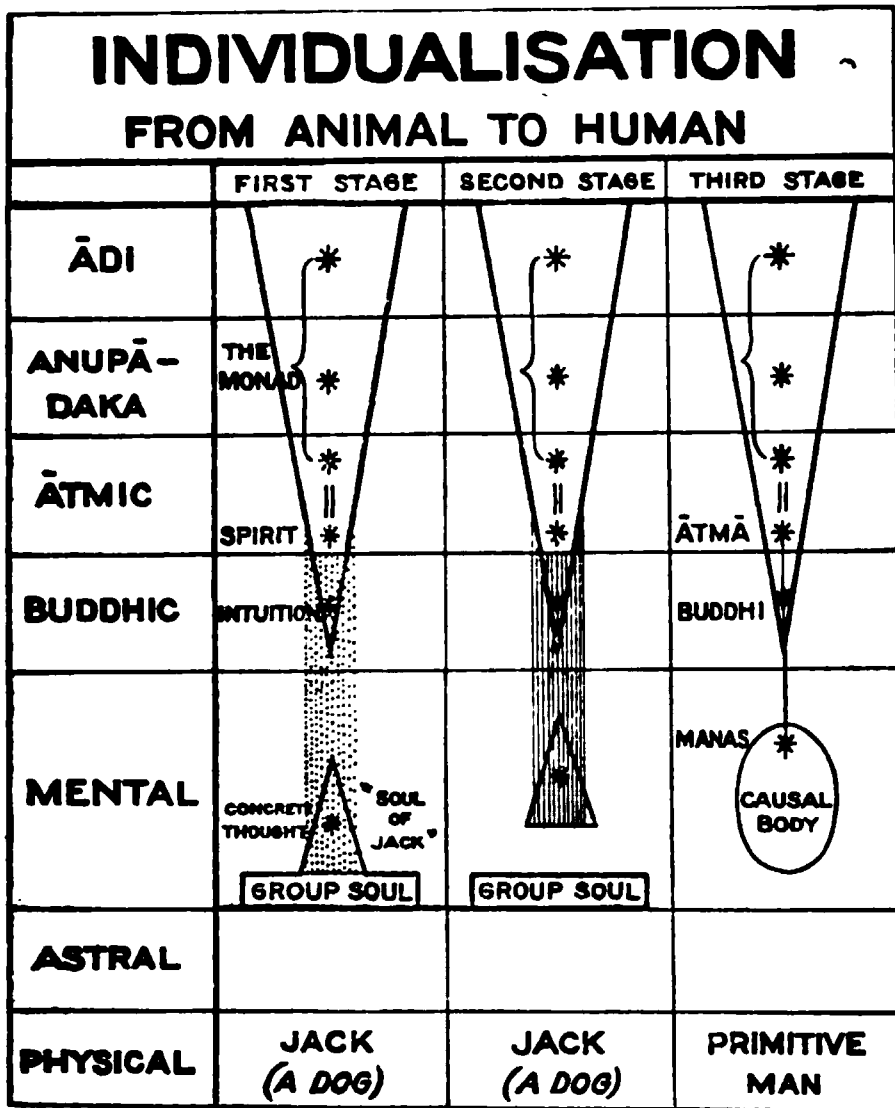 INDIVIDUALISATION
FROM ANIMAL TO HUMAN
FIRST STAGE
SECOND STAGE
THIRD STAGE
ĀDI
ANUPĀ-
DAKA
THE
MONAD
ĀTMIC
SPIRIT
ĀTMĀ
BUDDHIC
INTUITION
BUDDHI
MENTAL
CONCRETE
THOUGHT
"SOUL
OF
JACK"
GROUP SOUL
GROUP SOUL
MANAS
CAUSAL
BODY
ASTRAL
PHYSICAL
JACK
(A DOG)
JACK
(A DOG)
PRIMITIVE
MAN